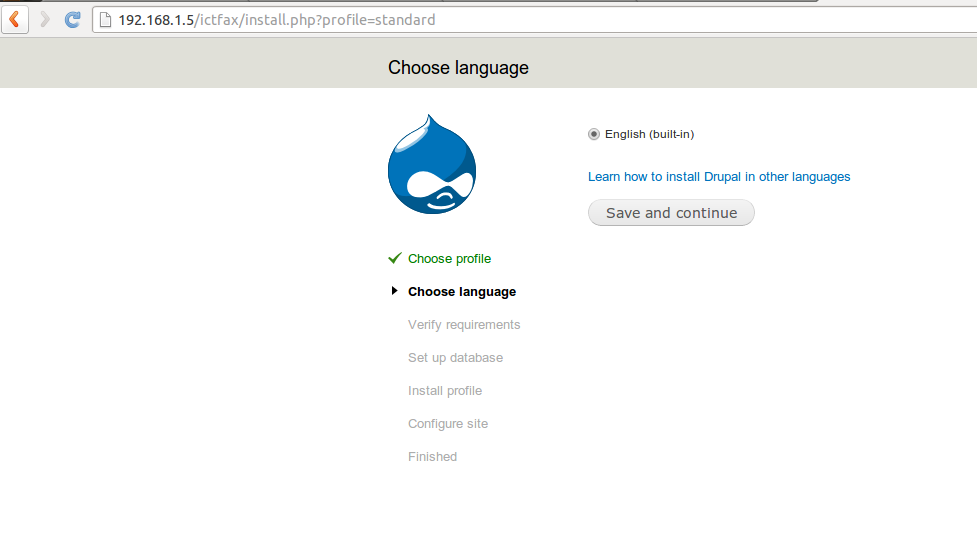 192.168.1.5/ictfax/install.php?profile=standard
Choose language
English (built-in)
Learn how to install Drupal in other languages
Save and continue
Choose profile
Choose language
Verify requirements
Set up database
Install profile
Configure site
Finished